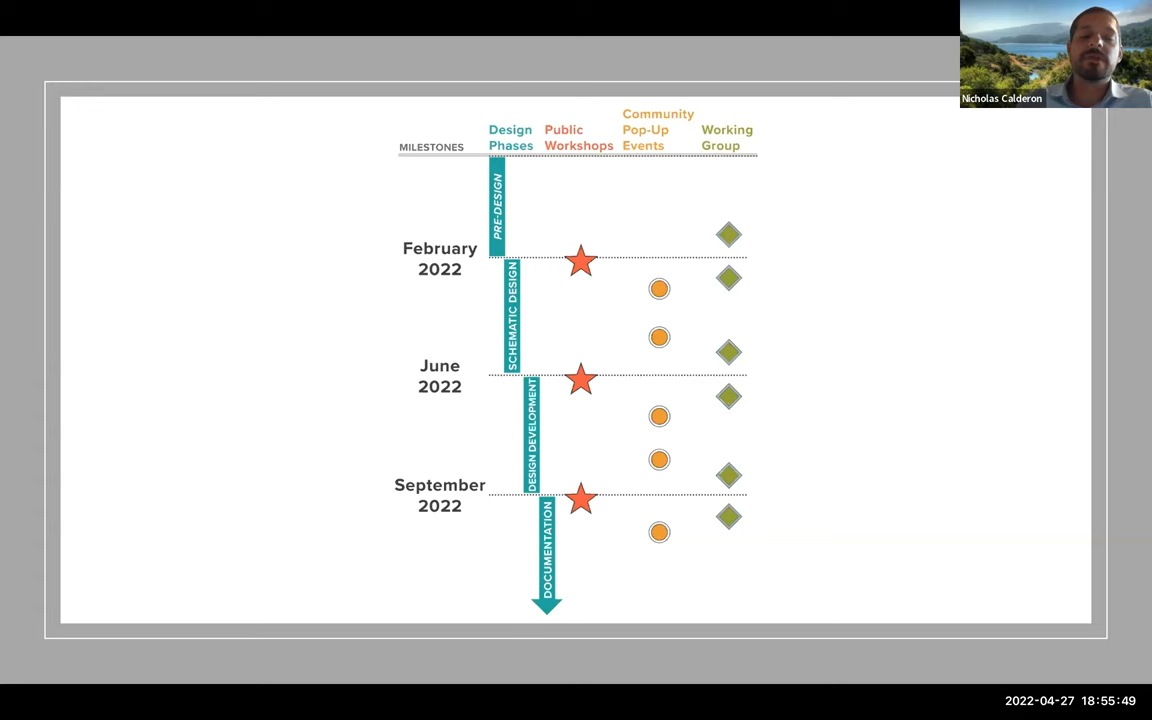 Nicholas Calderon
MILESTONES
Design
Phases
Public
Workshops
Community
Pop-Up
Events
Working
Group
PRE-DESIGN
February
2022
SCHEMATIC DESIGN
June
2022
DESIGN DEVELOPMENT
September
2022
DOCUMENTATION
2022-04-27 18:55:49